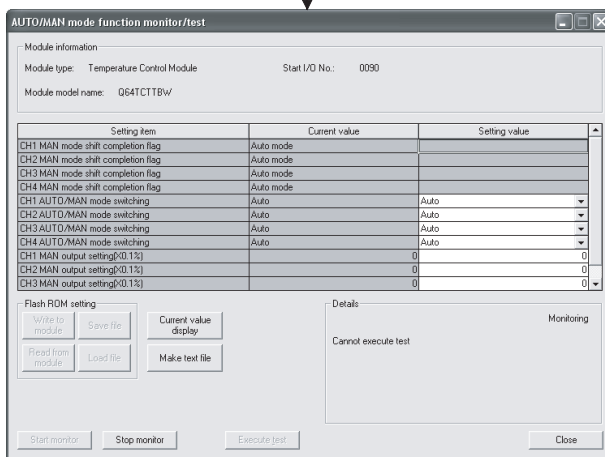 AUTO/MAN mode function monitor/test
Module information
Module type: Temperature Control Module Start I/O No.: 0090
Module model name: Q64TCTTBW
Setting item Current value Setting value
CH1 MAN mode shift completion flag Auto mode
CH2 MAN mode shift completion flag Auto mode
CH3 MAN mode shift completion flag Auto mode
CH4 MAN mode shift completion flag Auto mode
CH1 AUTO/MAN mode switching Auto Auto
CH2 AUTO/MAN mode switching Auto Auto
CH3 AUTO/MAN mode switching Auto Auto
CH4 AUTO/MAN mode switching Auto Auto
CH1 MAN output setting(X0.1%) 0 0
CH2 MAN output setting(X0.1%) 0 0
CH3 MAN output setting(X0.1%) 0 0
Flash ROM setting
Write to module
Save file
Current value display
Read from module
Load file
Make text file
Details
Monitoring
Cannot execute test
Start monitor
Stop monitor
Execute test
Close